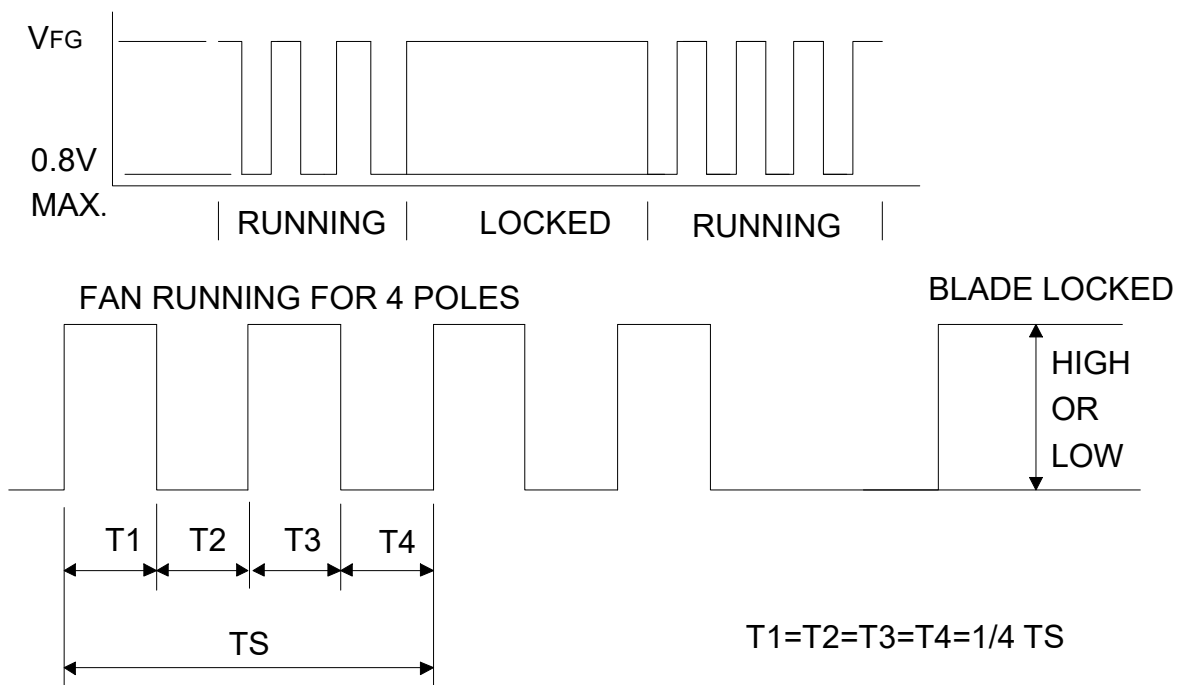 VFG
0.8V
MAX.
RUNNING
LOCKED
RUNNING
FAN RUNNING FOR 4 POLES
BLADE LOCKED
HIGH
OR
LOW
T1
T2
T3
T4
TS
T1=T2=T3=T4=1/4 TS